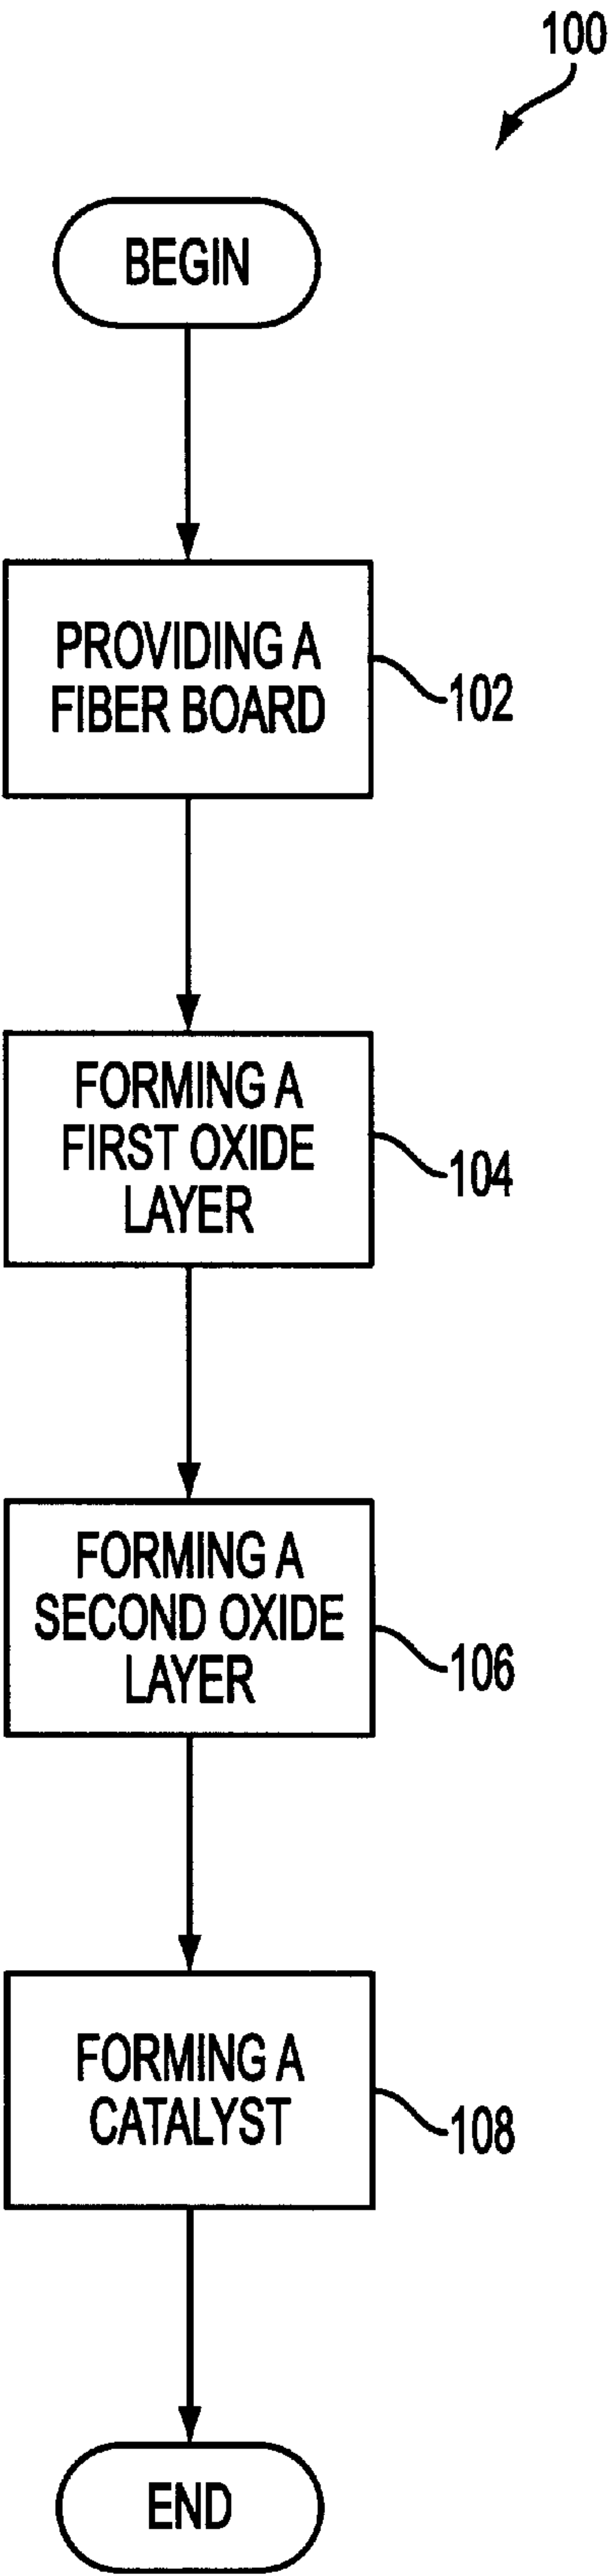 100
BEGIN
PROVIDING A
FIBER BOARD
102
FORMING A
FIRST OXIDE
LAYER
104
FORMING A
SECOND OXIDE
LAYER
106
FORMING A
CATALYST
108
END